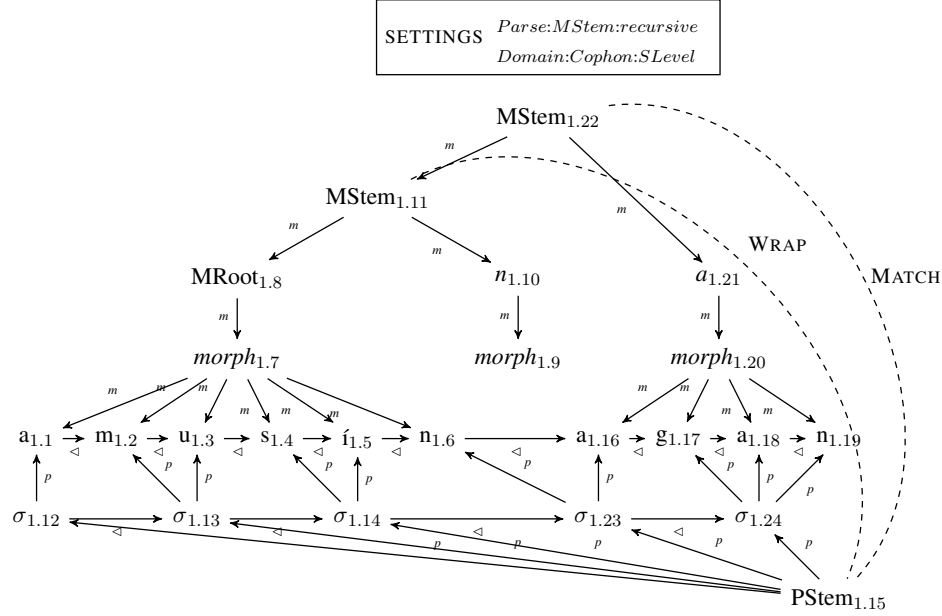 SETTINGS Parse:MStem:recursive
Domain:Cophon:SLevel
MStem1.22
m
MStem1.11
m
m
m
WRAP
MRoot1.8 n1.10 a1.21
MATCH
m m m
morph1.7 morph1.9 morph1.20
m m m m m m m m m m
a1.1 ◁ m1.2 ◁ u1.3 ◁ s1.4 ◁ í1.5 ◁ n1.6 ◁ a1.16 ◁ g1.17 ◁ a1.18 ◁ n1.19
p p p p p p p p p p
σ1.12 ◁ σ1.13 ◁ σ1.14 ◁ σ1.23 ◁ σ1.24
p p p p
PStem1.15